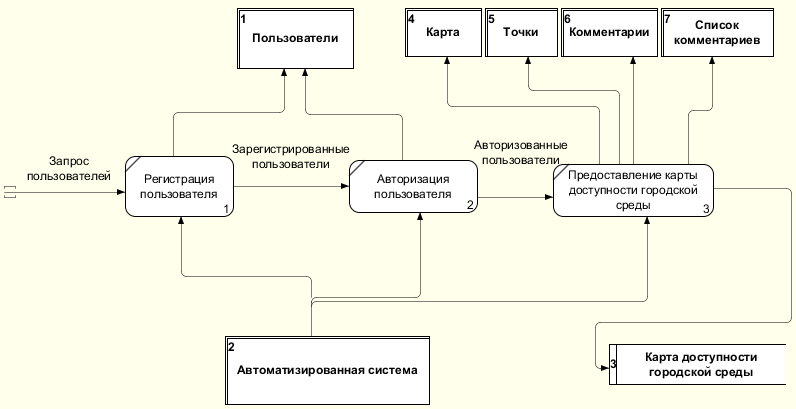 1
Пользователи
4
Карта
5
Точки
6
Комментарии
7
Список
комментариев
Запрос
пользователей
Регистрация
пользователя
1
Зарегистрированные
пользователи
Авторизация
пользователя
2
Авторизованные
пользователи
Предоставление карты
доступности городской
среды
3
2
Автоматизированная система
3
Карта доступности
городской среды